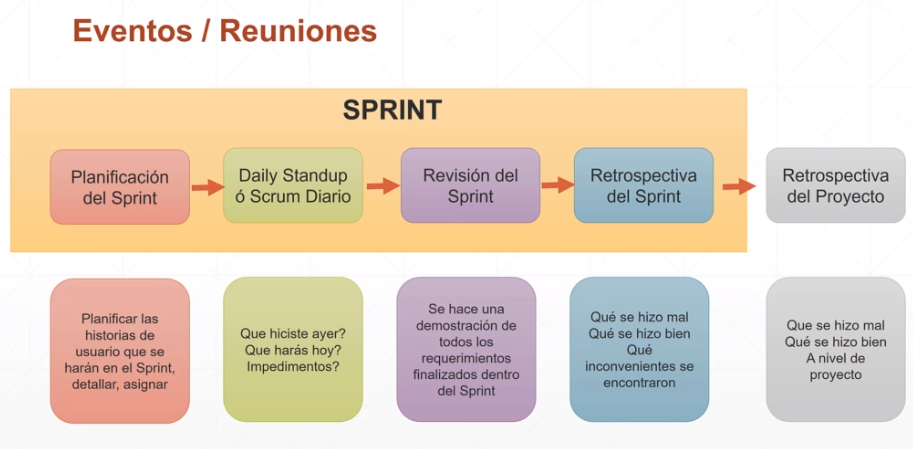 Eventos / Reuniones
SPRINT
Planificación
del Sprint
Daily Standup
ó Scrum Diario
Revisión del
Sprint
Retrospectiva
del Sprint
Retrospectiva
del Proyecto
Planificar las
historias de
usuario que se
harán en el Sprint,
detallar, asignar
Que hiciste ayer?
Que harás hoy?
Impedimentos?
Se hace una
demostración de
todos los
requerimientos
finalizados dentro
del Sprint
Qué se hizo mal
Qué se hizo bien
Qué
inconvenientes se
encontraron
Que se hizo mal
Qué se hizo bien
A nivel de
proyecto